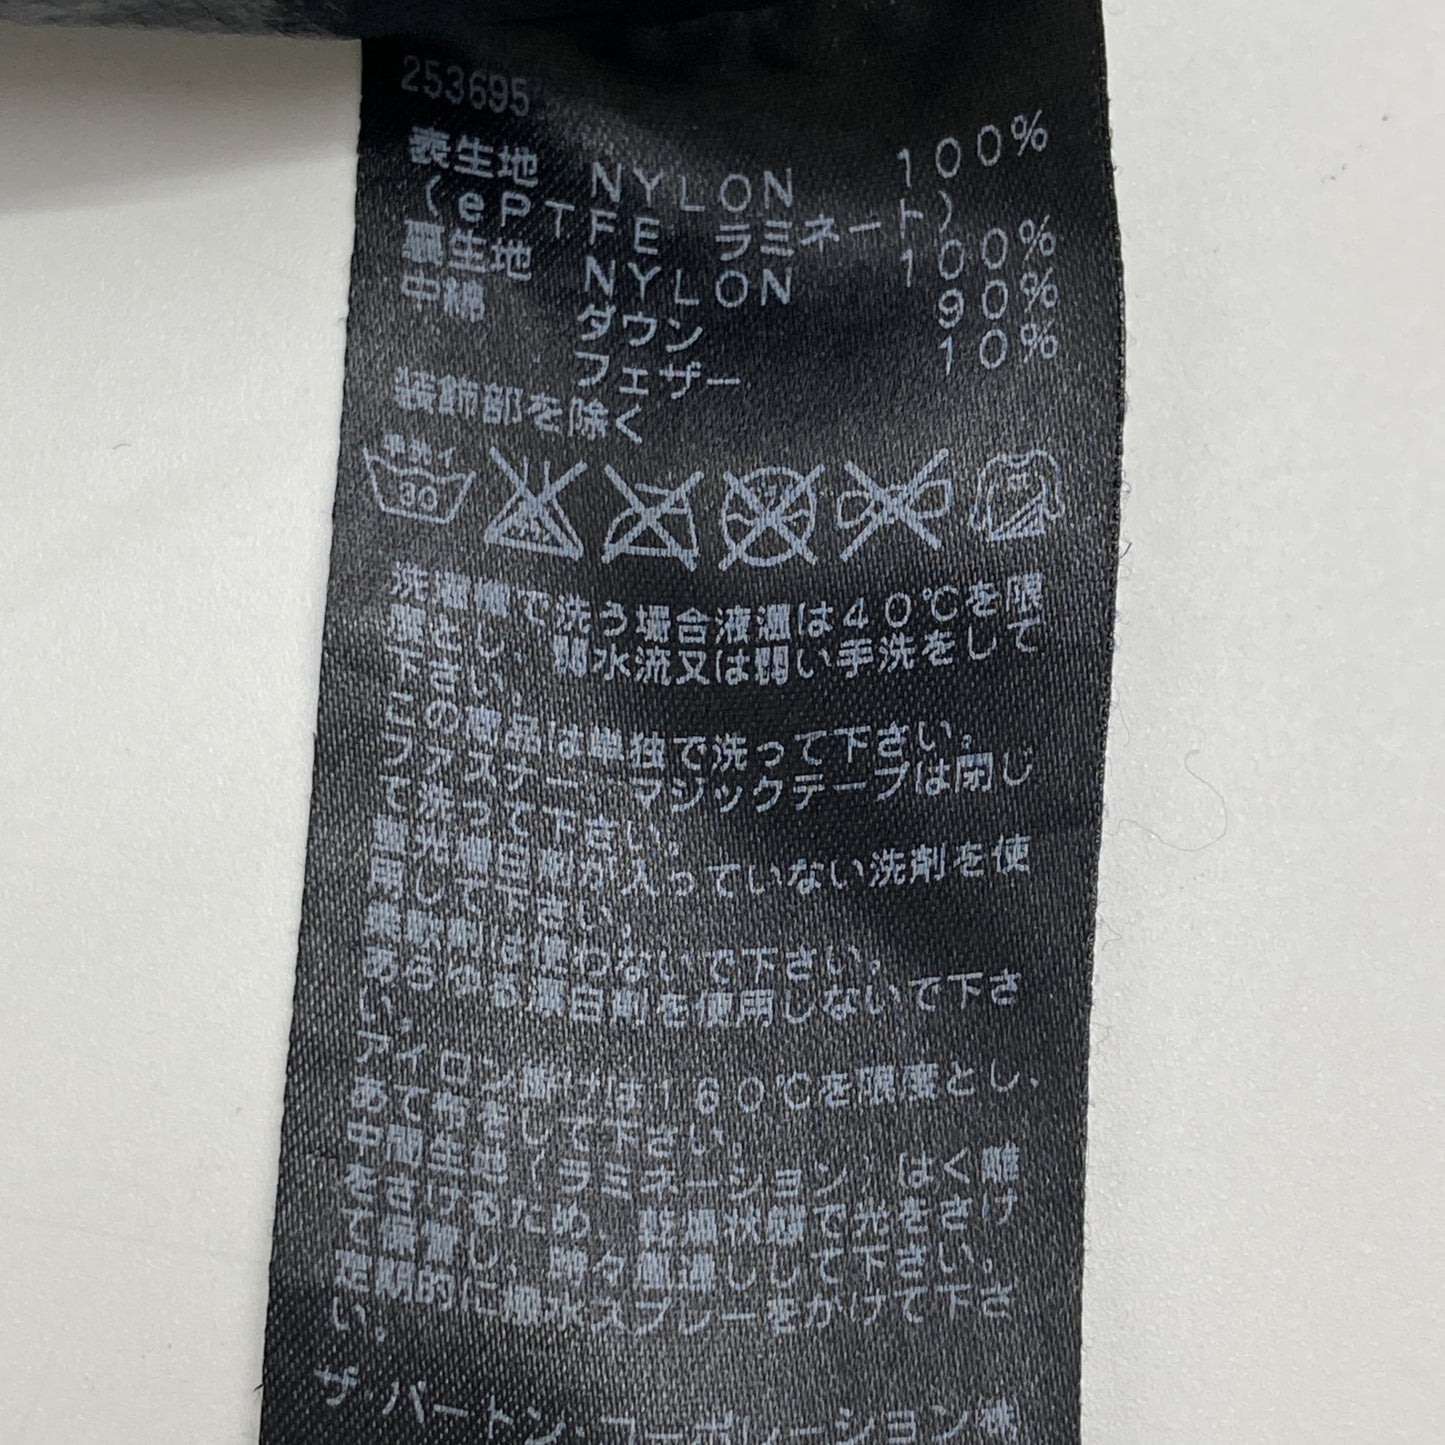 253695
表生地 NYLON 100%
(ePTFE ラミネート)
裏生地 NYLON 100%
中綿 ダウン 90%
フェザー 10%
装飾部を除く
手洗イ
30
洗濯機で洗う場合液温は40℃を限
度とし、弱水流又は弱い手洗をして
下さい。
この商品は単独で洗って下さい。
ファスナー、マジックテープは閉じ
て洗って下さい。
蛍光増白剤が入っていない洗剤を使
用して下さい。
柔軟剤は使わないで下さい。
あらゆる漂白剤を使用しないで下さ
い。
アイロン掛けは160℃を限度とし、
あて布をして下さい。
中間生地(ラミネーション)はく離
をさけるため、乾燥状態で光をさけ
て保管し、時々風通しして下さい。
定期的に撥水スプレーをかけて下さ
い。
ザ・バートン・コーポレーション株